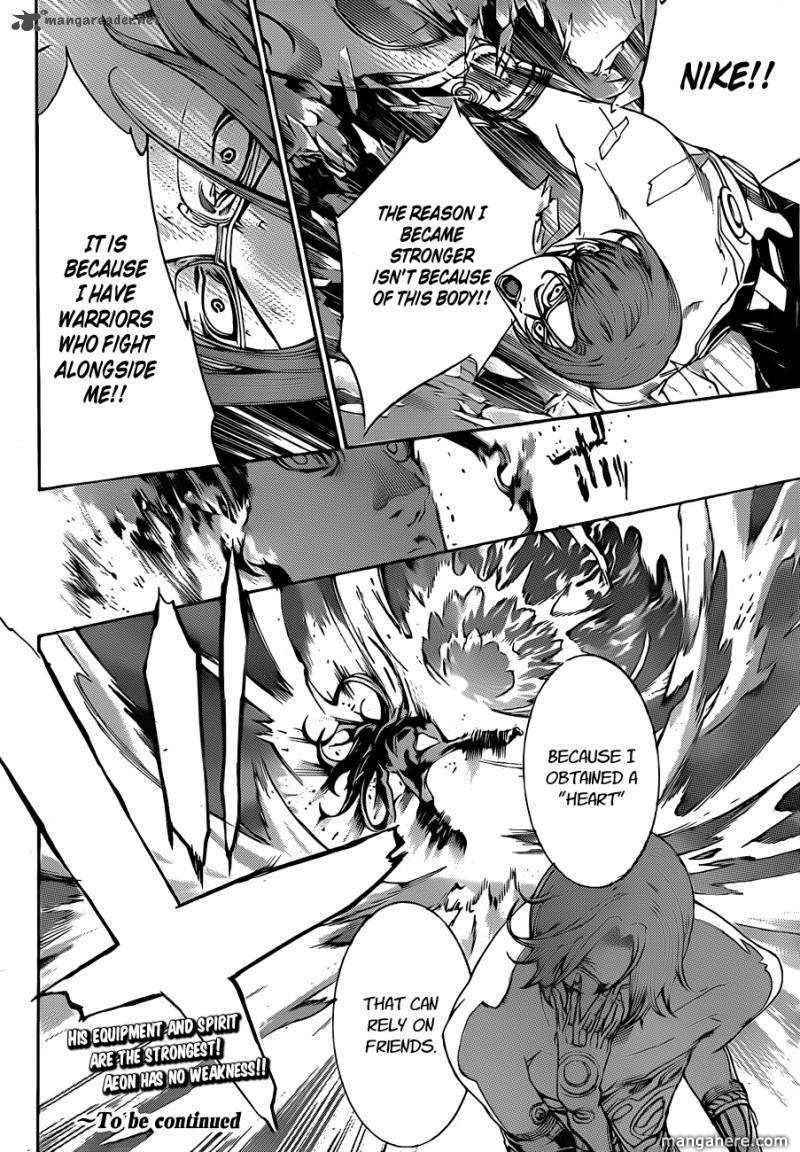 mangareader.net
NIKE!!
THE REASON I
BECAME
STRONGER
ISN'T BECAUSE
OF THIS BODY!!
IT IS
BECAUSE
I HAVE
WARRIORS
WHO FIGHT
ALONGSIDE
ME!!
BECAUSE I
OBTAINED A
"HEART"
THAT CAN
RELY ON
FRIENDS.
HIS EQUIPMENT AND SPIRIT
ARE THE STRONGEST!
AEON HAS NO WEAKNESS!!
~To be continued
mangahere.com